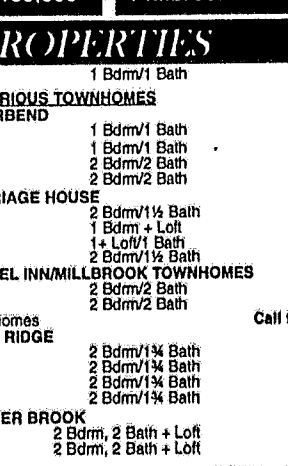 ROPERTIES
1 Bdrm/1 Bath
RIOUS TOWNHOMES
RBEND
1 Bdrm/1 Bath
1 Bdrm/1 Bath
2 Bdrm/2 Bath
2 Bdrm/2 Bath
RIAGE HOUSE
2 Bdrm/1½ Bath
1 Bdrm + Loft
1+ Loft/1 Bath
2 Bdrm/1½ Bath
EL INN/MILLBROOK TOWNHOMES
2 Bdrm/2 Bath
2 Bdrm/2 Bath
omes Call
RIDGE
2 Bdrm/1¾ Bath
2 Bdrm/1¾ Bath
2 Bdrm/1¾ Bath
2 Bdrm/1¾ Bath
ER BROOK
2 Bdrm, 2 Bath + Loft
2 Bdrm, 2 Bath + Loft